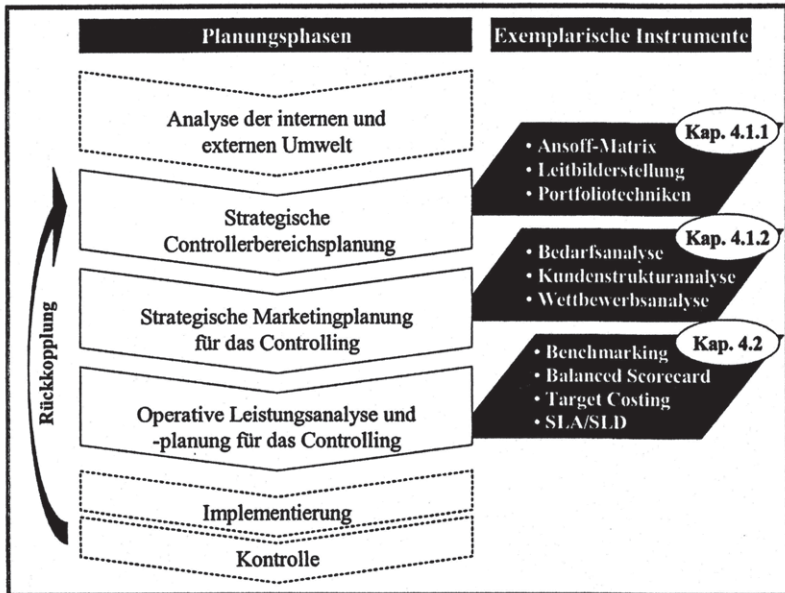 Planungsphasen
Exemplarische Instrumente
Analyse der internen und
externen Umwelt
Kap. 4.1.1
• Ansoff-Matrix
• Leitbilderstellung
• Portfoliotechniken
Strategische
Controllerbereichsplanung
Kap. 4.1.2
• Bedarfsanalyse
• Kundenstrukturanalyse
• Wettbewerbsanalyse
Strategische Marketingplanung
für das Controlling
Kap. 4.2
• Benchmarking
• Balanced Scorecard
• Target Costing
• SLA/SLD
Operative Leistungsanalyse und
-planung für das Controlling
Implementierung
Kontrolle
Rückkopplung